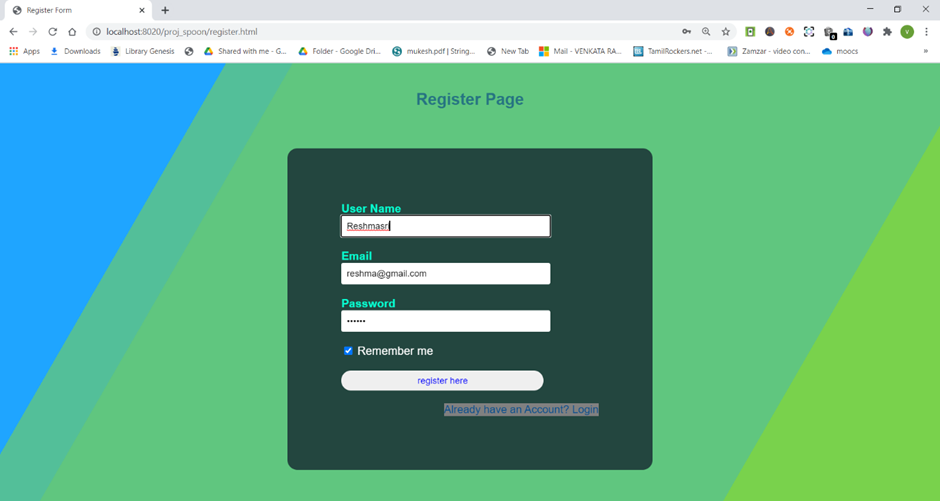 Register Form
localhost:8020/proj_spoon/register.html
Apps Downloads Library Genesis Shared with me - G... Folder - Google Dri... mukesh.pdf | String... New Tab Mail - VENKATA RA... TamilRockers.net -... Zamzar - video con... moocs »
Register Page
User Name
Reshmasri
Email
reshma@gmail.com
Password
••••••
Remember me
register here
Already have an Account? Login